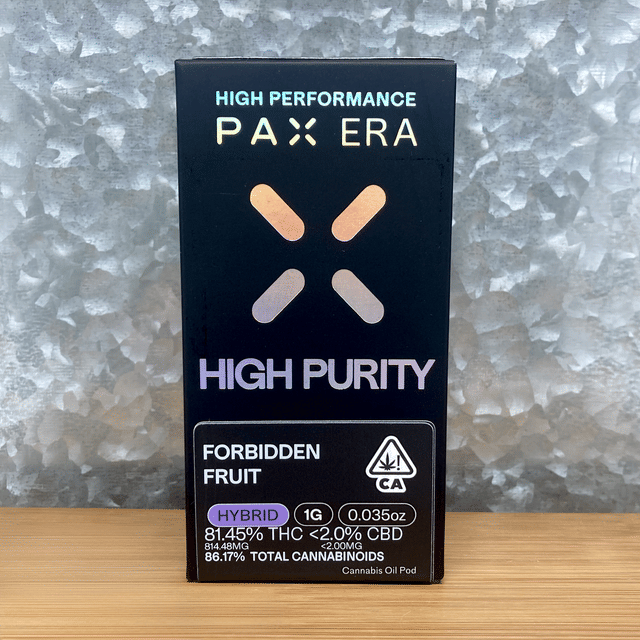 HIGH PERFORMANCE
PAX ERA
HIGH PURITY
FORBIDDEN
FRUIT
CA
HYBRID 1G 0.035oz
81.45% THC <2.0% CBD
814.48MG <2.00MG
86.17% TOTAL CANNABINOIDS
Cannabis Oil Pod